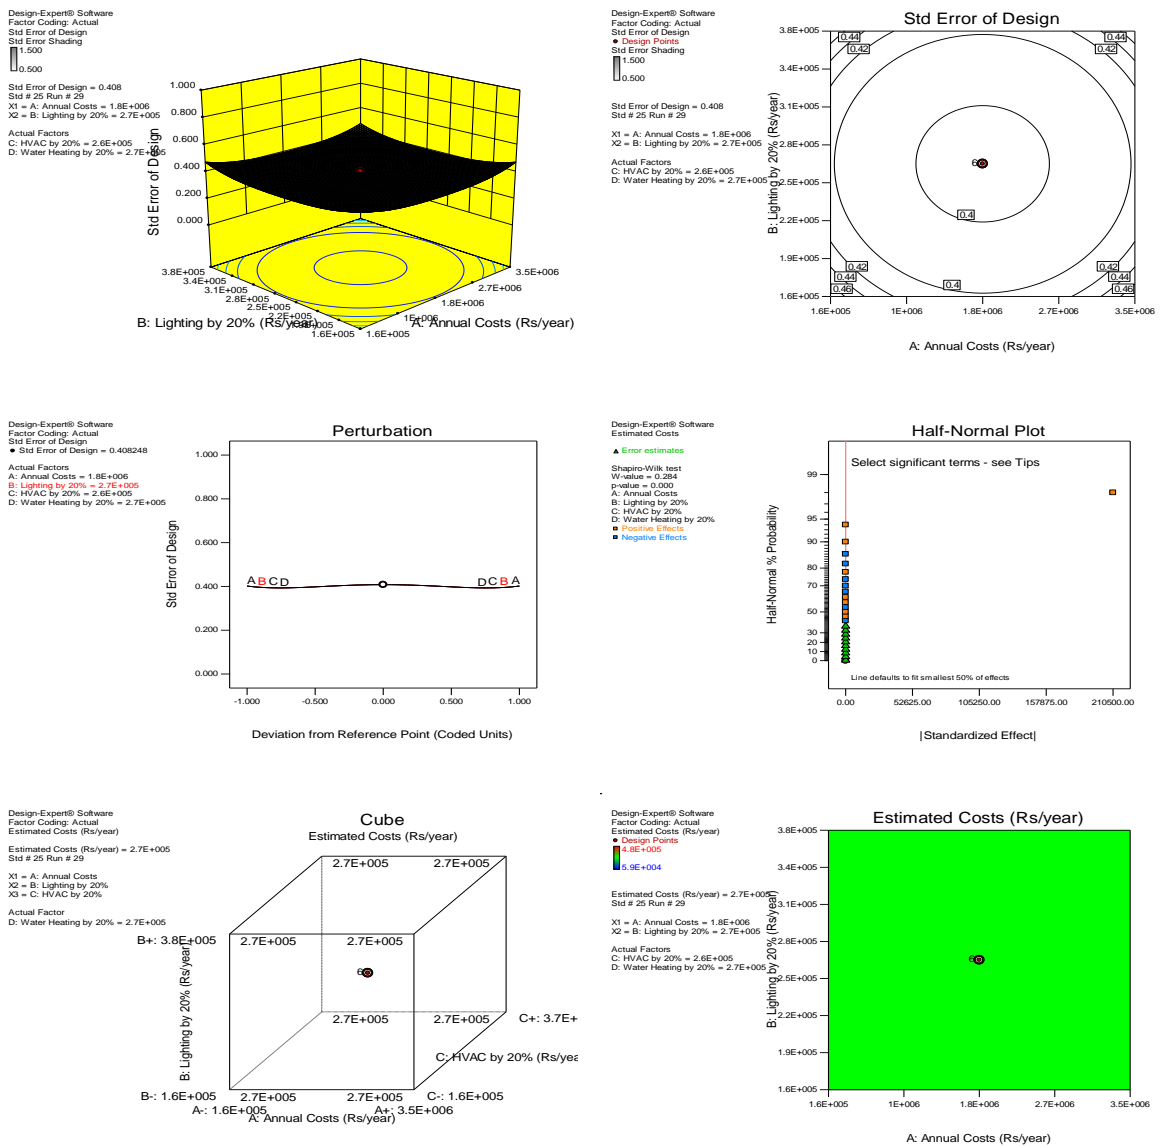 Design-Expert® Software
Factor Coding: Actual
Std Error of Design
Std Error Shading
1.500
0.500
Std Error of Design = 0.408
Std # 25 Run # 29
X1 = A: Annual Costs = 1.8E+006
X2 = B: Lighting by 20% = 2.7E+005
Actual Factors
C: HVAC by 20% = 2.6E+005
D: Water Heating by 20% = 2.7E+005
Std Error of Design
1.000
0.800
0.600
0.400
0.200
0.000
3.8E+005
3.4E+005
3.1E+005
2.8E+005
2.5E+005
2.2E+005
1.6E+005
1.6E+005
1E+006
1.8E+006
2.7E+006
3.5E+006
B: Lighting by 20% (Rs/year)
A: Annual Costs (Rs/year)
Design-Expert® Software
Factor Coding: Actual
Std Error of Design
Design Points
Std Error Shading
1.500
0.500
Std Error of Design = 0.408
Std # 25 Run # 29
X1 = A: Annual Costs = 1.8E+006
X2 = B: Lighting by 20% = 2.7E+005
Actual Factors
C: HVAC by 20% = 2.6E+005
D: Water Heating by 20% = 2.7E+005
Std Error of Design
B: Lighting by 20% (Rs/year)
3.8E+005
3.4E+005
3.1E+005
2.8E+005
2.5E+005
2.2E+005
1.9E+005
1.6E+005
0.44
0.42
0.44
0.42
6
0.4
0.4
0.42
0.44
0.42
0.44
0.46
0.46
1.6E+005
1E+006
1.8E+006
2.7E+006
3.5E+006
A: Annual Costs (Rs/year)
Design-Expert® Software
Factor Coding: Actual
Std Error of Design
Std Error of Design = 0.408248
Actual Factors
A: Annual Costs = 1.8E+006
B: Lighting by 20% = 2.7E+005
C: HVAC by 20% = 2.6E+005
D: Water Heating by 20% = 2.7E+005
Perturbation
Std Error of Design
1.000
0.800
0.600
0.400
0.200
0.000
A B C D
D C B A
-1.000
-0.500
0.000
0.500
1.000
Deviation from Reference Point (Coded Units)
Design-Expert® Software
Estimated Costs
Error estimates
Shapiro-Wilk test
W-value = 0.284
p-value = 0.000
A: Annual Costs
B: Lighting by 20%
C: HVAC by 20%
D: Water Heating by 20%
Positive Effects
Negative Effects
Half-Normal Plot
Half-Normal % Probability
Select significant terms - see Tips
99
95
90
80
70
50
30
20
10
0
Line defaults to fit smallest 50% of effects
0.00
52625.00
105250.00
157875.00
210500.00
|Standardized Effect|
Design-Expert® Software
Factor Coding: Actual
Estimated Costs (Rs/year)
Estimated Costs (Rs/year) = 2.7E+005
Std # 25 Run # 29
X1 = A: Annual Costs
X2 = B: Lighting by 20%
X3 = C: HVAC by 20%
Actual Factor
D: Water Heating by 20% = 2.7E+005
Cube
Estimated Costs (Rs/year)
B: Lighting by 20% (Rs/year)
2.7E+005
2.7E+005
B+: 3.8E+005
2.7E+005
2.7E+005
6
2.7E+005
2.7E+005
C+: 3.7E+
C: HVAC by 20% (Rs/yea
B-: 1.6E+005
2.7E+005
2.7E+005
C-: 1.6E+005
A-: 1.6E+005
A+: 3.5E+006
A: Annual Costs (Rs/year)
Design-Expert® Software
Factor Coding: Actual
Estimated Costs (Rs/year)
Design Points
4.8E+005
5.9E+004
Estimated Costs (Rs/year) = 2.7E+005
Std # 25 Run # 29
X1 = A: Annual Costs = 1.8E+006
X2 = B: Lighting by 20% = 2.7E+005
Actual Factors
C: HVAC by 20% = 2.6E+005
D: Water Heating by 20% = 2.7E+005
Estimated Costs (Rs/year)
B: Lighting by 20% (Rs/year)
3.8E+005
3.4E+005
3.1E+005
2.8E+005
2.5E+005
2.2E+005
1.9E+005
1.6E+005
6
1.6E+005
1E+006
1.8E+006
2.7E+006
3.5E+006
A: Annual Costs (Rs/year)